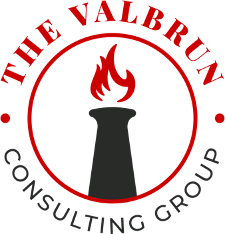 THE VALBRUN
CONSULTING GROUP